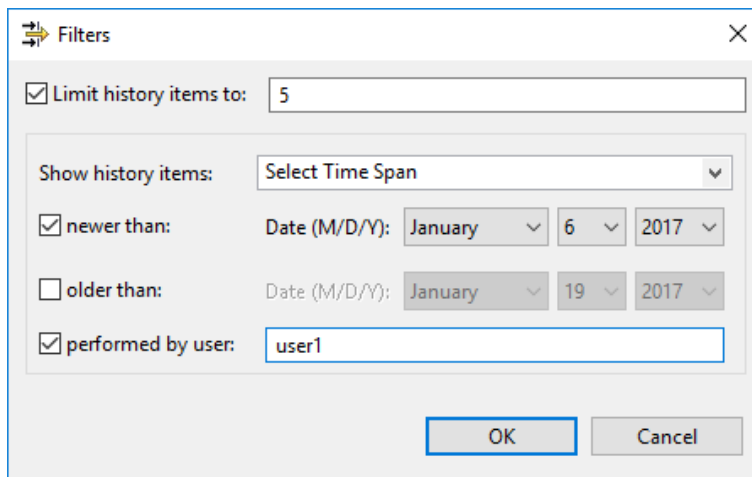 Filters
Limit history items to: 5
Show history items: Select Time Span
newer than: Date (M/D/Y): January 6 2017
older than: Date (M/D/Y): January 19 2017
performed by user: user1
OK Cancel